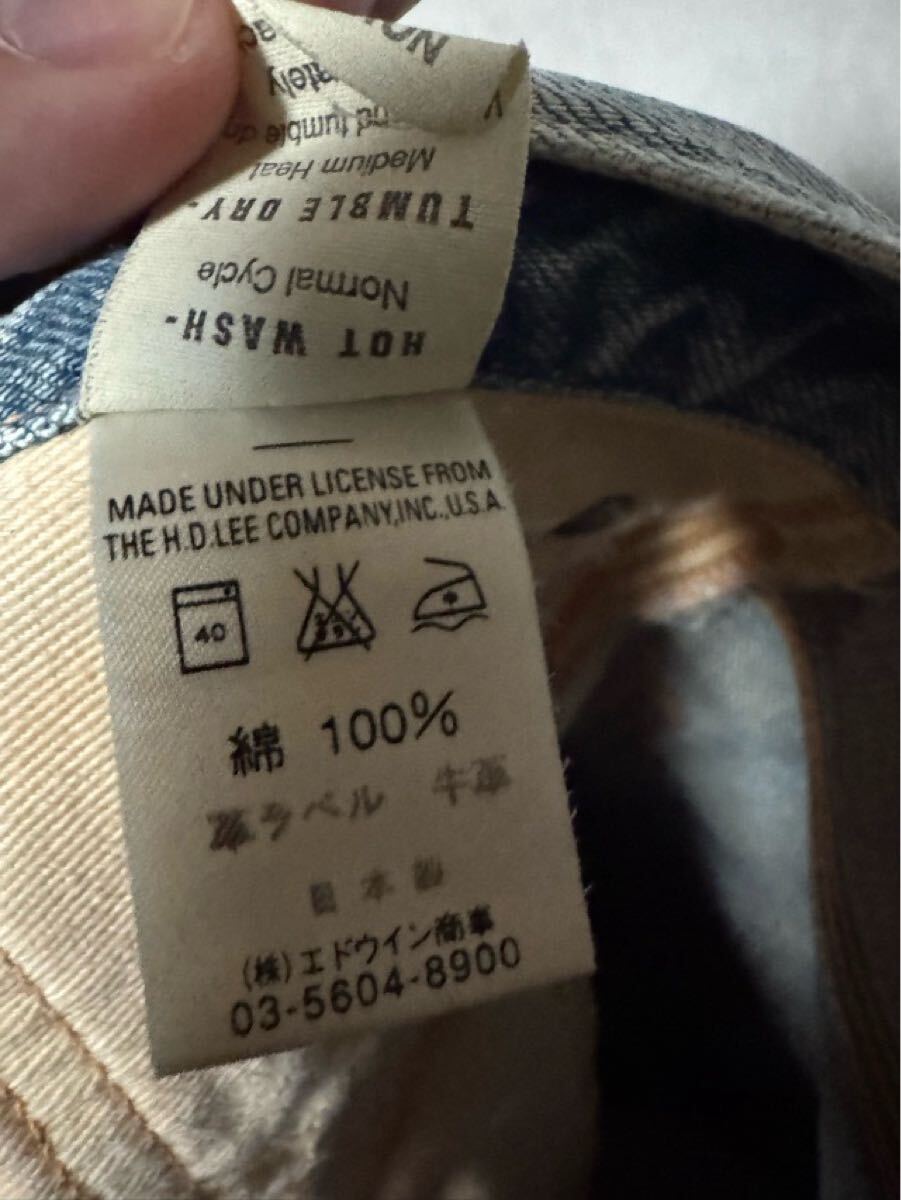 HOT WASH-
Normal Cycle
TUMBLE DRY-
Medium Heat
tumble
MADE UNDER LICENSE FROM
THE H.D.LEE COMPANY,INC.,U.S.A.
40
綿 100%
革ラベル 牛革
日本製
(株)エドウイン商事
03-5604-8900